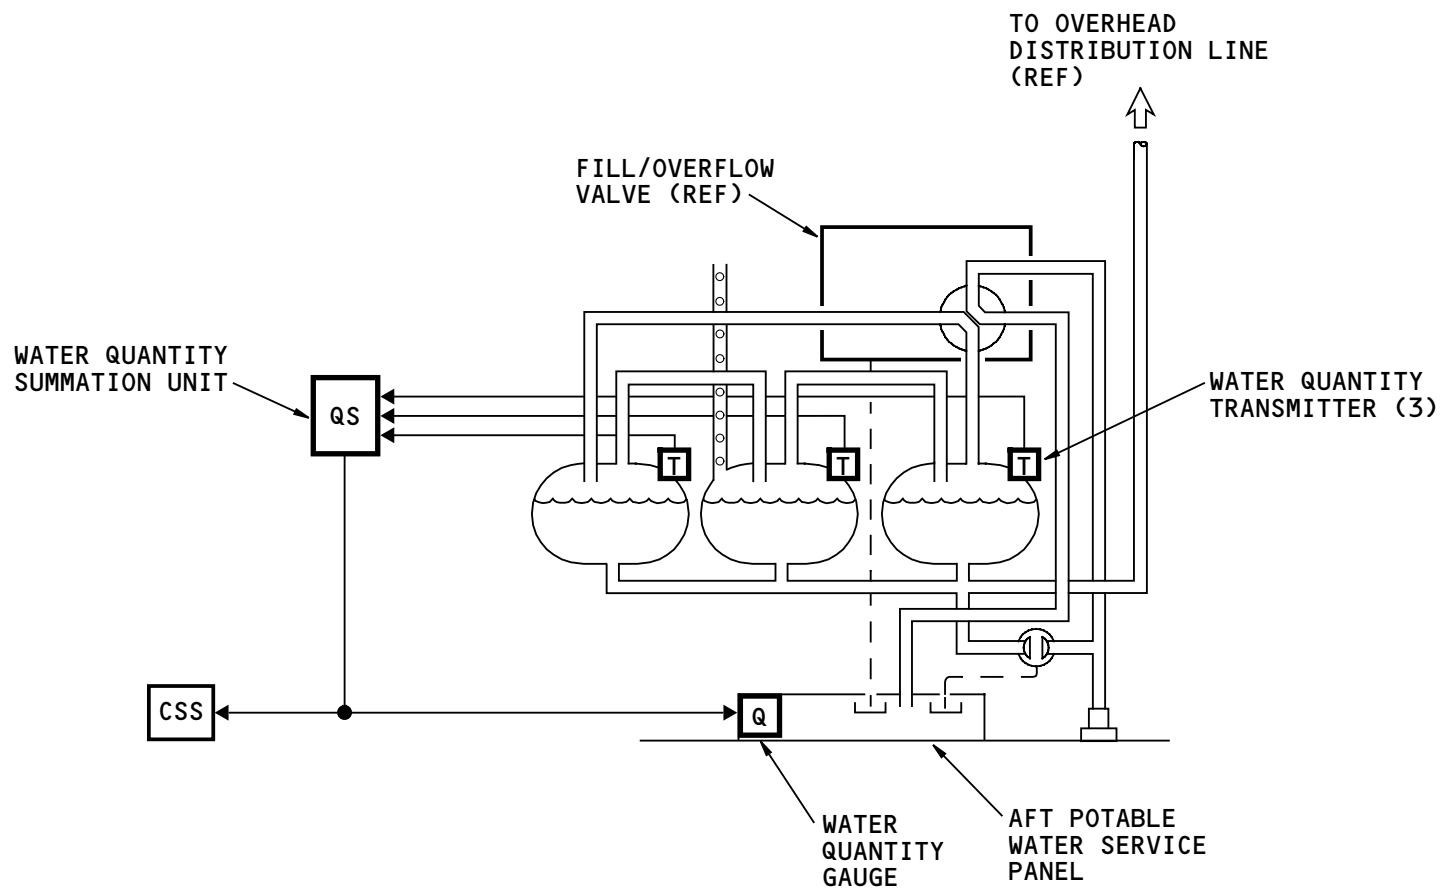 TO OVERHEAD
DISTRIBUTION LINE
(REF)
FILL/OVERFLOW
VALVE (REF)
WATER QUANTITY
SUMMATION UNIT
QS
WATER QUANTITY
TRANSMITTER (3)
T
T
T
CSS
Q
WATER
QUANTITY
GAUGE
AFT POTABLE
WATER SERVICE
PANEL